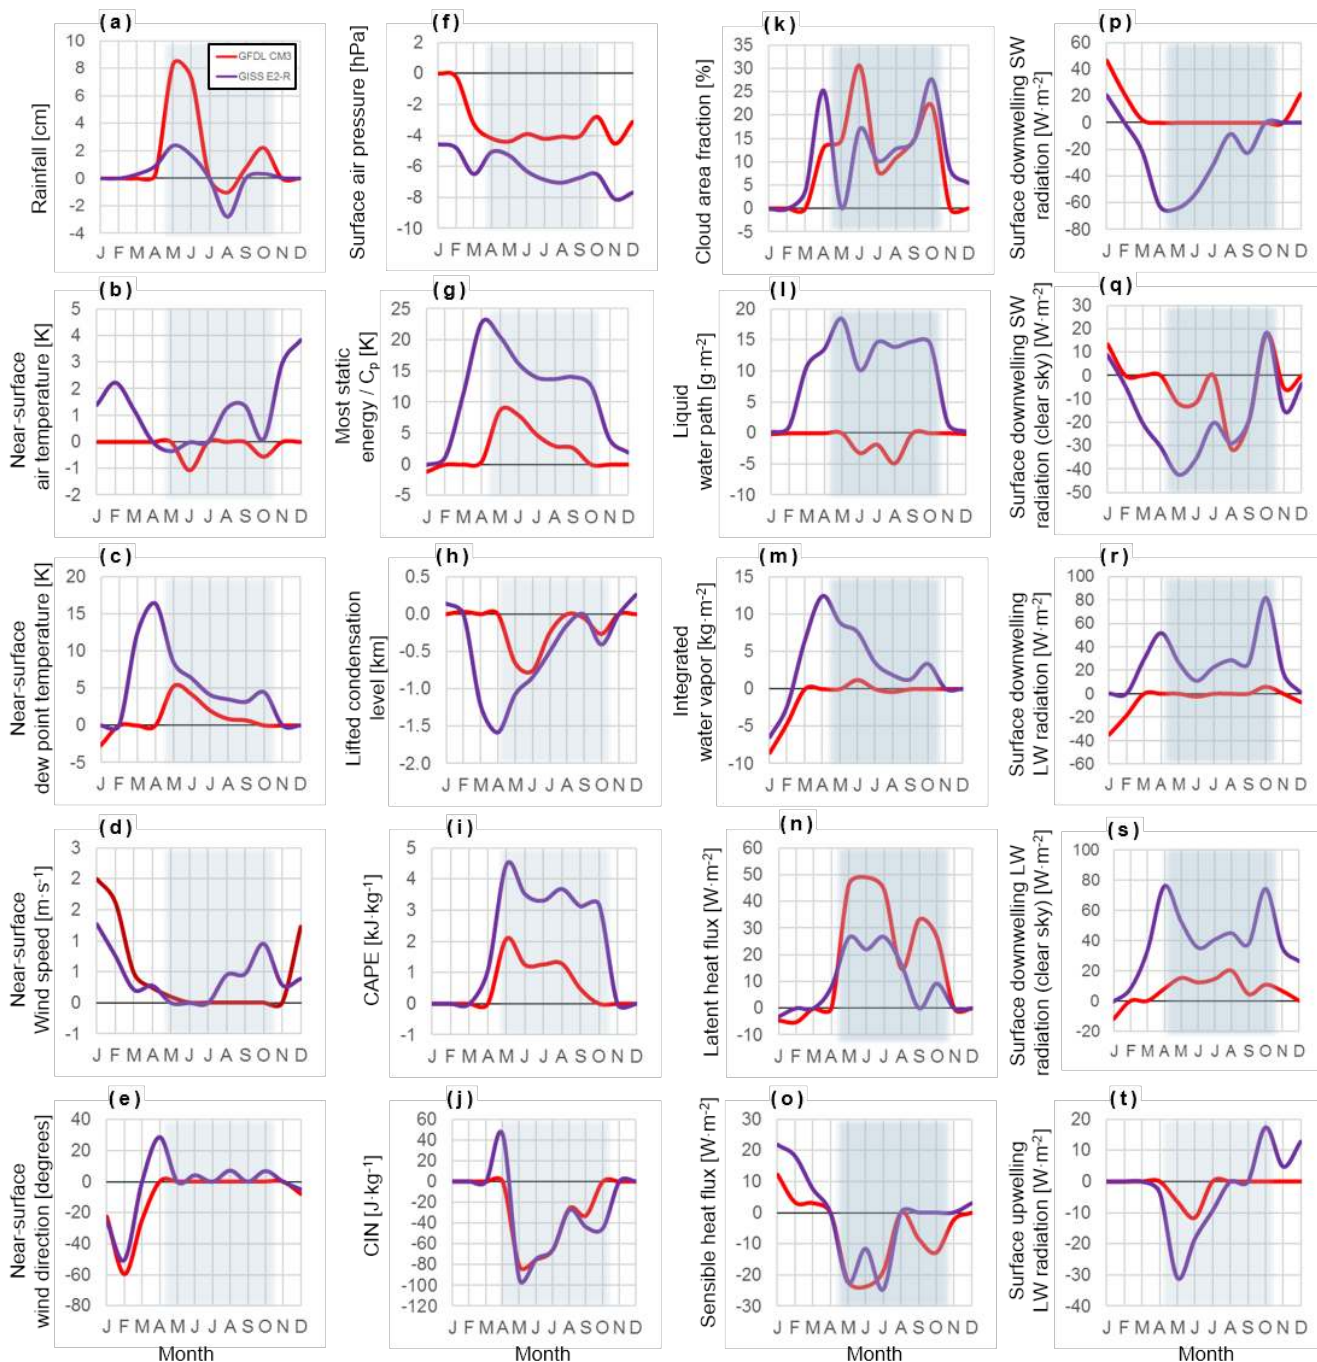 (a)
Rainfall [cm]
10
8
6
4
2
0
-2
-4
GFDL CM3
GISS E2-R
J F M A M J J A S O N D
(f)
Surface air pressure [hPa]
2
0
-2
-4
-6
-8
-10
J F M A M J J A S O N D
(k)
Cloud area fraction [%]
35
30
25
20
15
10
5
0
-5
J F M A M J J A S O N D
(p)
Surface downwelling SW
radiation [W·m-2]
60
40
20
0
-20
-40
-60
-80
J F M A M J J A S O N D
(b)
Near-surface
air temperature [K]
5
4
3
2
1
0
-1
-2
J F M A M J J A S O N D
(g)
Most static
energy / Cp [K]
25
20
15
10
5
0
-5
J F M A M J J A S O N D
(l)
Liquid
water path [g·m-2]
20
15
10
5
0
-5
-10
J F M A M J J A S O N D
(q)
Surface downwelling SW
radiation (clear sky) [W·m-2]
30
20
10
0
-10
-20
-30
-40
-50
J F M A M J J A S O N D
(c)
Near-surface
dew point temperature [K]
20
15
10
5
0
-5
J F M A M J J A S O N D
(h)
Lifted condensation
level [km]
0.5
0.0
-0.5
-1.0
-1.5
-2.0
J F M A M J J A S O N D
(m)
Integrated
water vapor [kg·m-2]
15
10
5
0
-5
-10
J F M A M J J A S O N D
(r)
Surface downwelling
LW radiation [W·m-2]
100
80
60
40
20
0
-20
-40
-60
J F M A M J J A S O N D
(d)
Near-surface
Wind speed [m·s-1]
3
2
2
1
1
0
-1
J F M A M J J A S O N D
(i)
CAPE [kJ·kg-1]
5
4
3
2
1
0
-1
J F M A M J J A S O N D
(n)
Latent heat flux [W·m-2]
60
50
40
30
20
10
0
-10
J F M A M J J A S O N D
(s)
Surface downwelling LW
radiation (clear sky) [W·m-2]
100
80
60
40
20
0
-20
J F M A M J J A S O N D
(e)
Near-surface
wind direction [degrees]
40
20
0
-20
-40
-60
-80
J F M A M J J A S O N D
Month
(j)
CIN [J·kg-1]
60
40
20
0
-20
-40
-60
-80
-100
-120
J F M A M J J A S O N D
Month
(o)
Sensible heat flux [W·m-2]
30
20
10
0
-10
-20
-30
J F M A M J J A S O N D
Month
(t)
Surface upwelling
LW radiation [W·m-2]
20
10
0
-10
-20
-30
-40
J F M A M J J A S O N D
Month